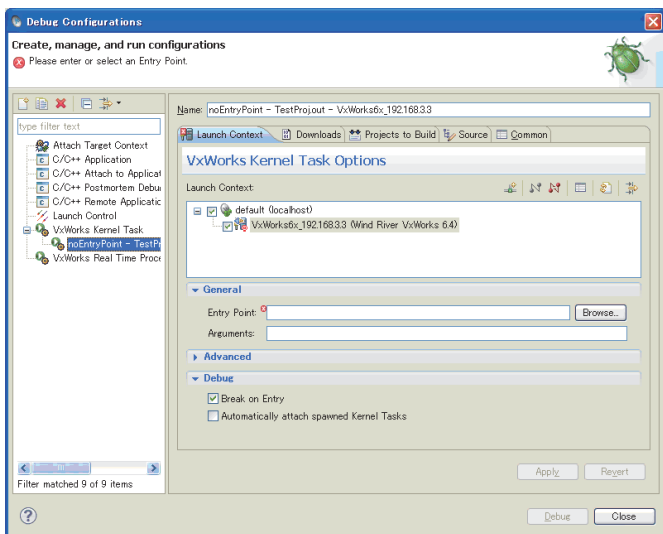 Debug Configurations
Create, manage, and run configurations
Please enter or select an Entry Point.
type filter text
Attach Target Context
C/C++ Application
C/C++ Attach to Applicat
C/C++ Postmortem Debu
C/C++ Remote Applicatic
Launch Control
VxWorks Kernel Task
noEntryPoint - TestPr
VxWorks Real Time Proce
Filter matched 9 of 9 items
Name: noEntryPoint - TestProj.out - VxWorks6x_192.168.3.3
Launch Context Downloads Projects to Build Source Common
VxWorks Kernel Task Options
Launch Context:
default (localhost)
VxWorks6x_192.168.3.3 (Wind River VxWorks 6.4)
General
Entry Point: Browse...
Arguments:
Advanced
Debug
Break on Entry
Automatically attach spawned Kernel Tasks
Apply Revert
Debug Close